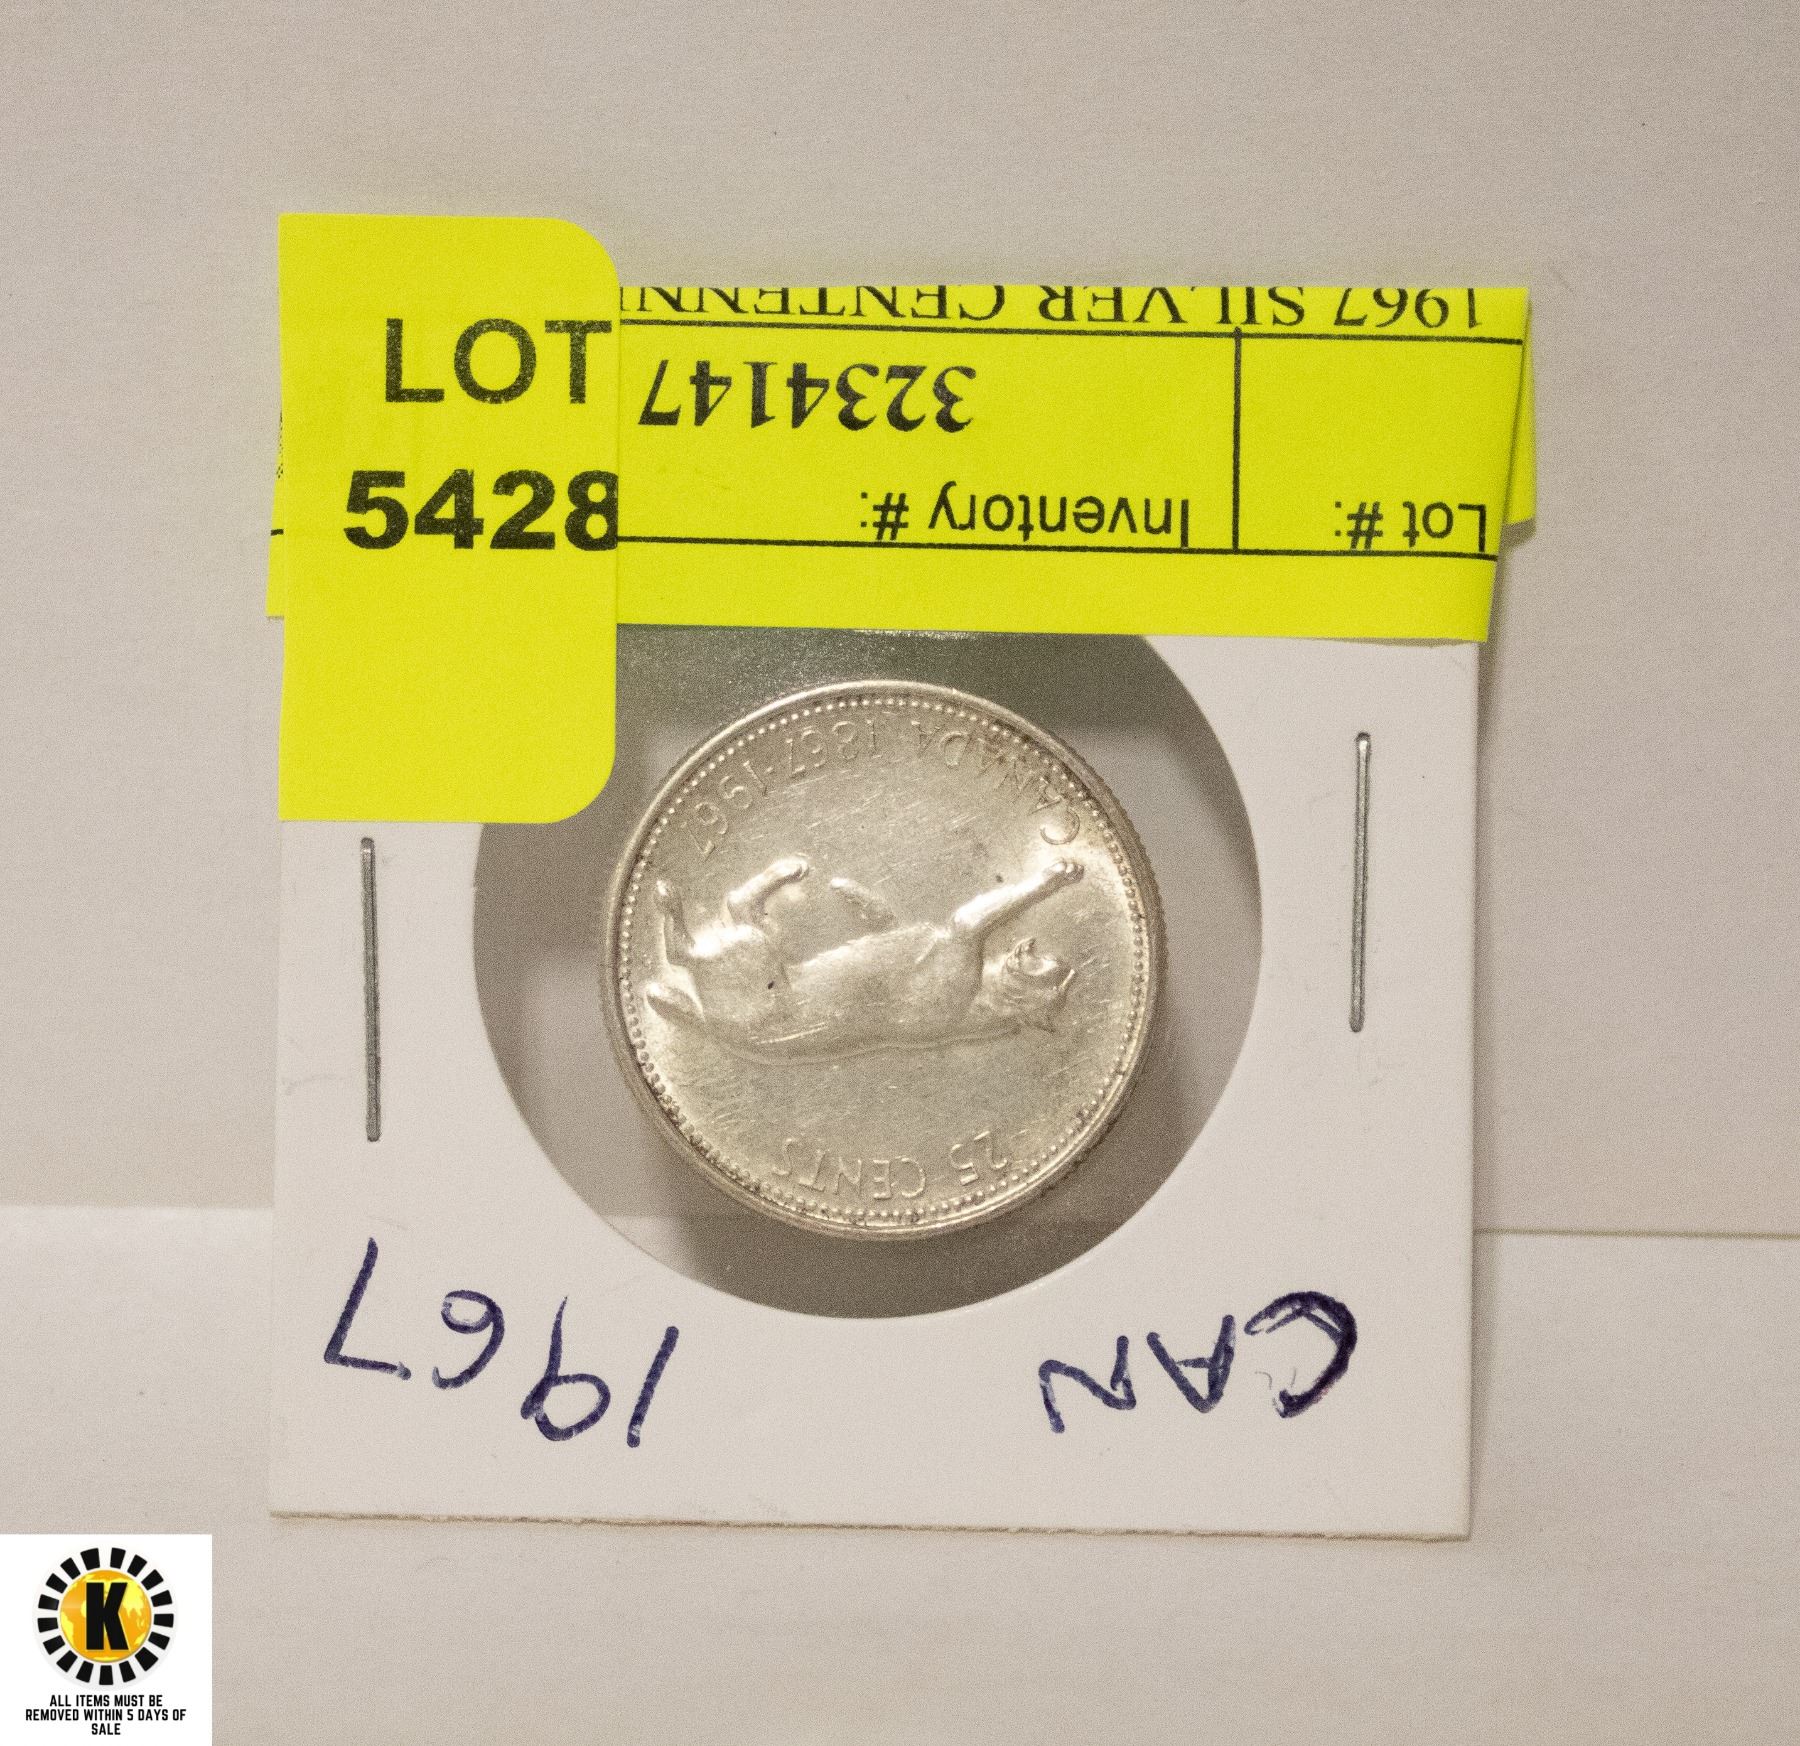 LOT
5428
Lot #:
Inventory #:
3234147
1967 SILVER CENTENN
CANADA 1867-1967
25 CENTS
CAN 1967
K
ALL ITEMS MUST BE
REMOVED WITHIN 5 DAYS OF
SALE